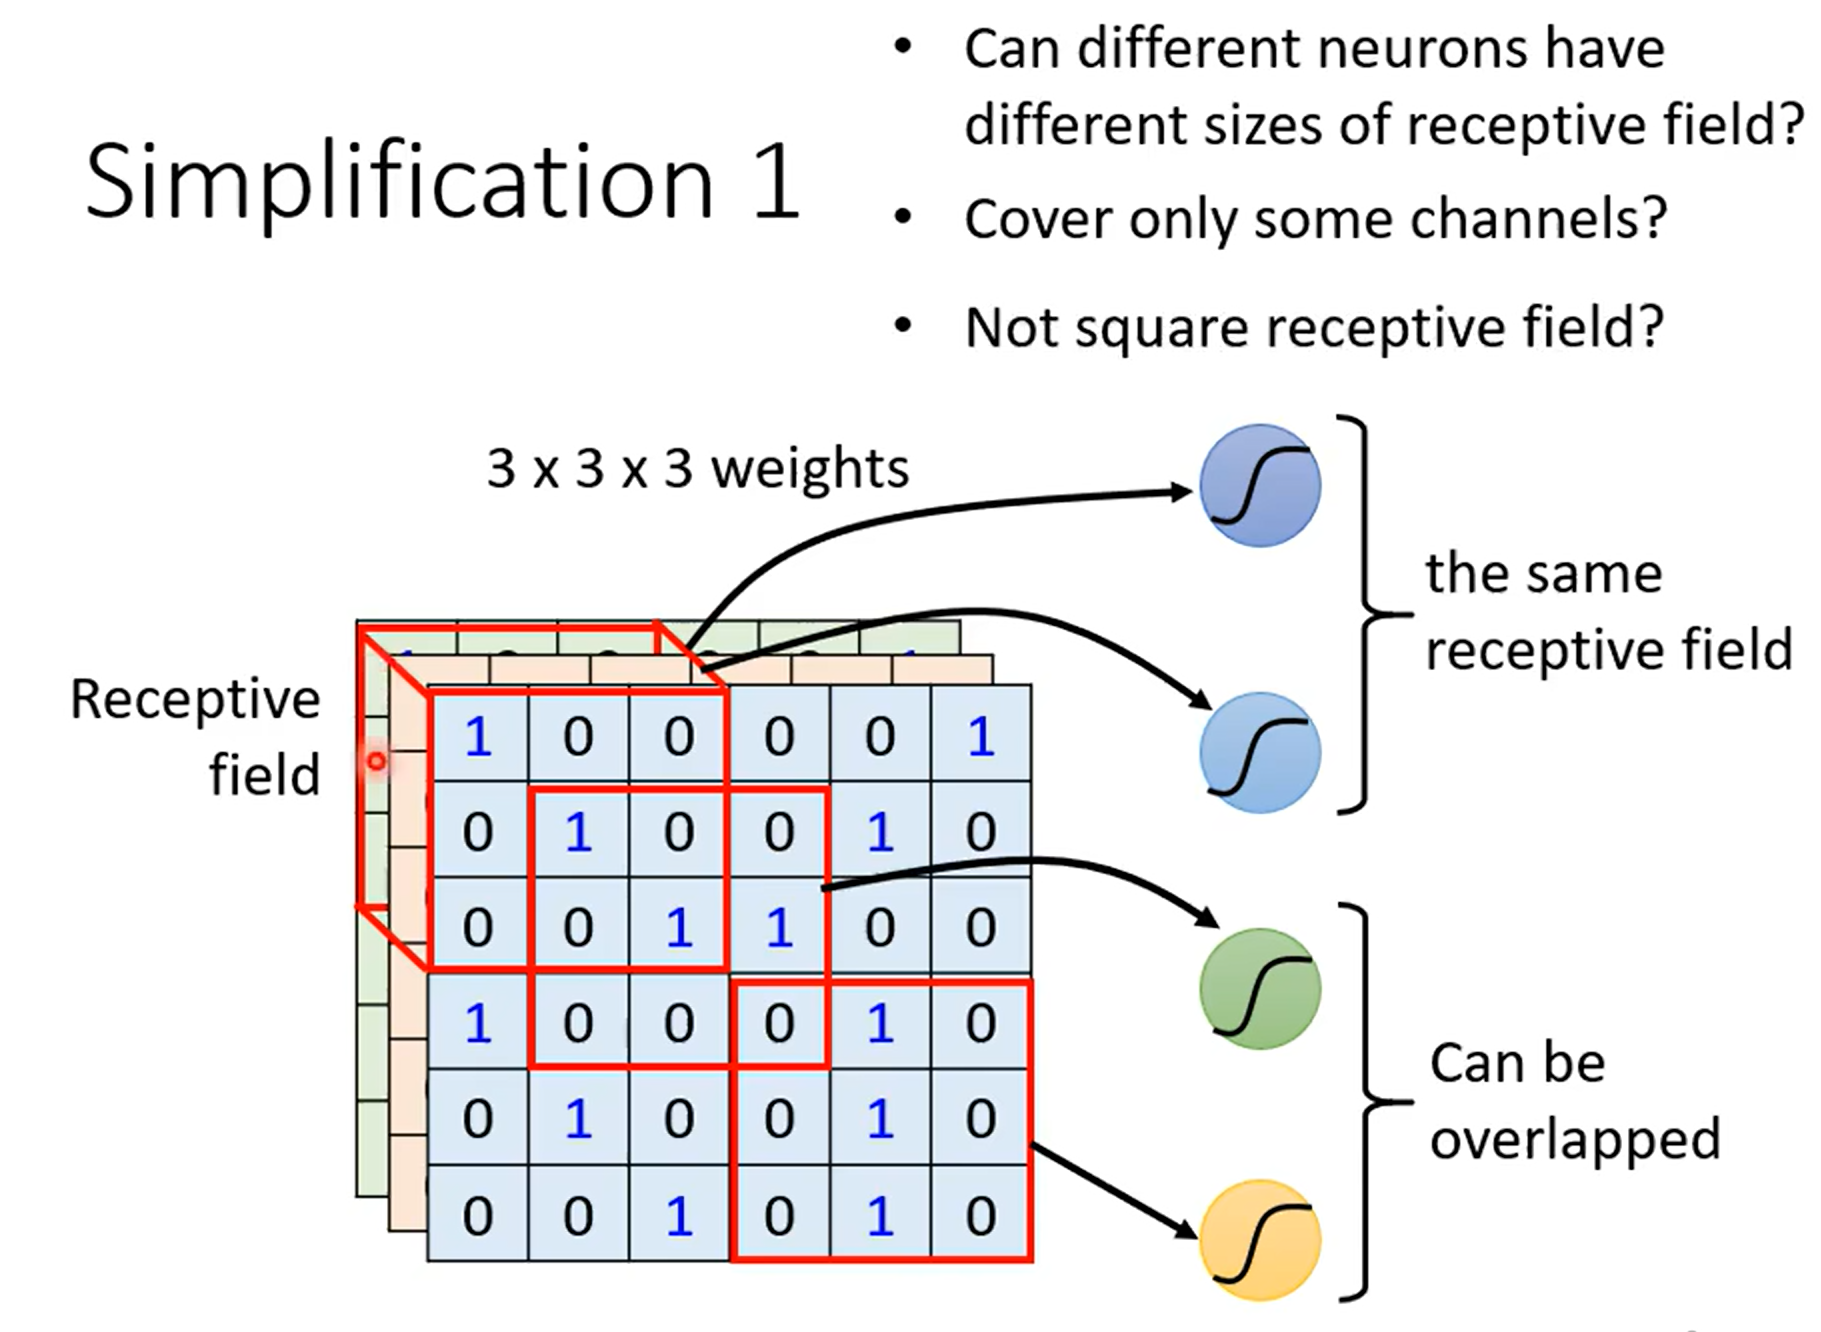 Simplification 1
• Can different neurons have
different sizes of receptive field?
• Cover only some channels?
• Not square receptive field?
3 x 3 x 3 weights
the same
receptive field
Receptive
field
1 0 0 0 0 1
0 1 0 0 1 0
0 0 1 1 0 0
1 0 0 0 1 0
0 1 0 0 1 0
0 0 1 0 1 0
Can be
overlapped